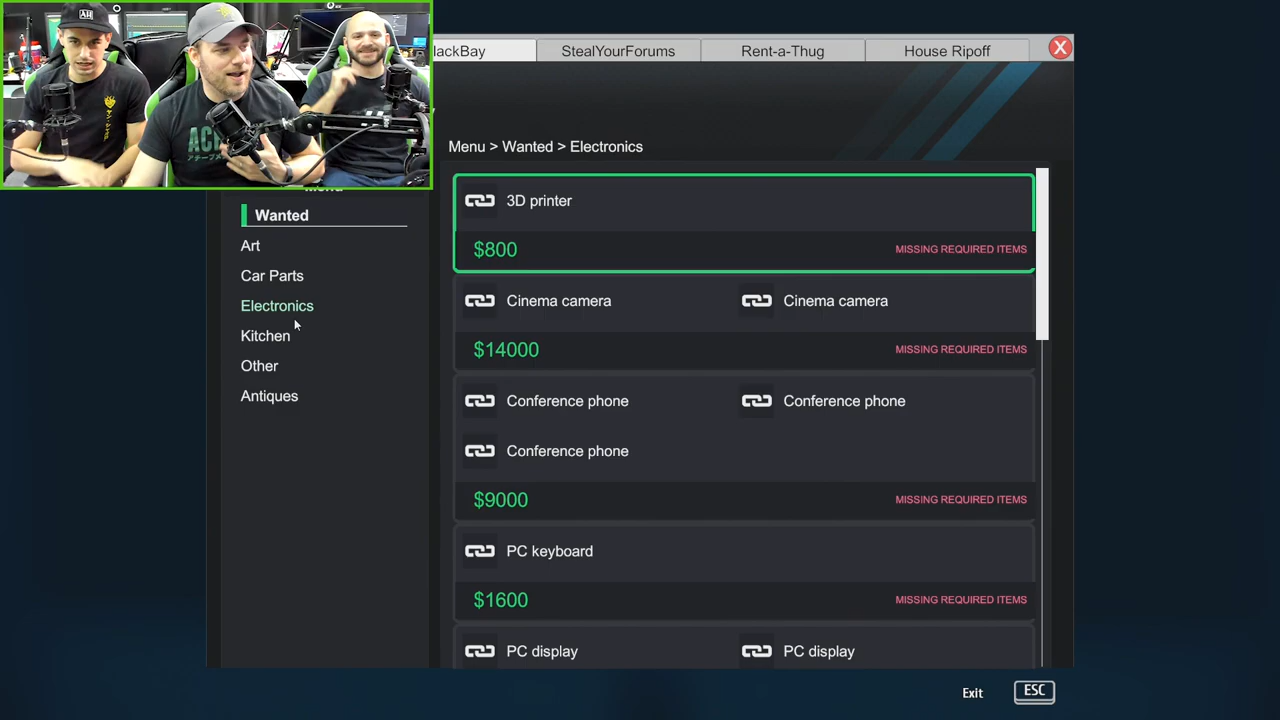 lackBay
StealYourForums
Rent-a-Thug
House Ripoff
X
Menu > Wanted > Electronics
Wanted
Art
Car Parts
Electronics
Kitchen
Other
Antiques
3D printer
$800 MISSING REQUIRED ITEMS
Cinema camera Cinema camera
$14000 MISSING REQUIRED ITEMS
Conference phone Conference phone
Conference phone
$9000 MISSING REQUIRED ITEMS
PC keyboard
$1600 MISSING REQUIRED ITEMS
PC display PC display
Exit ESC
AH